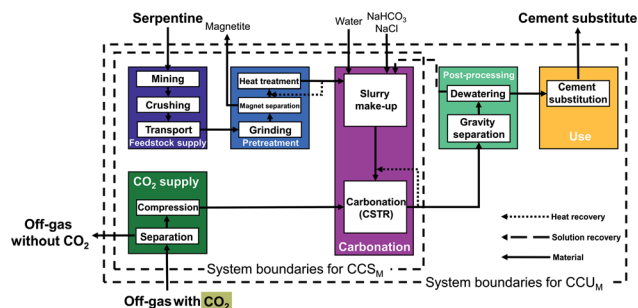 Serpentine
Magnetite
Water
NaHCO₃
NaCl
Cement substitute
Mining
Crushing
Transport
Feedstock supply
Heat treatment
Magnet separation
Grinding
Pretreatment
Slurry
make-up
Carbonation
(CSTR)
Carbonation
Post-processing
Dewatering
Gravity
separation
Cement
substitution
Use
CO₂ supply
Compression
Separation
Off-gas
without CO₂
Off-gas with CO₂
System boundaries for CCS_M
System boundaries for CCU_M
Heat recovery
Solution recovery
Material